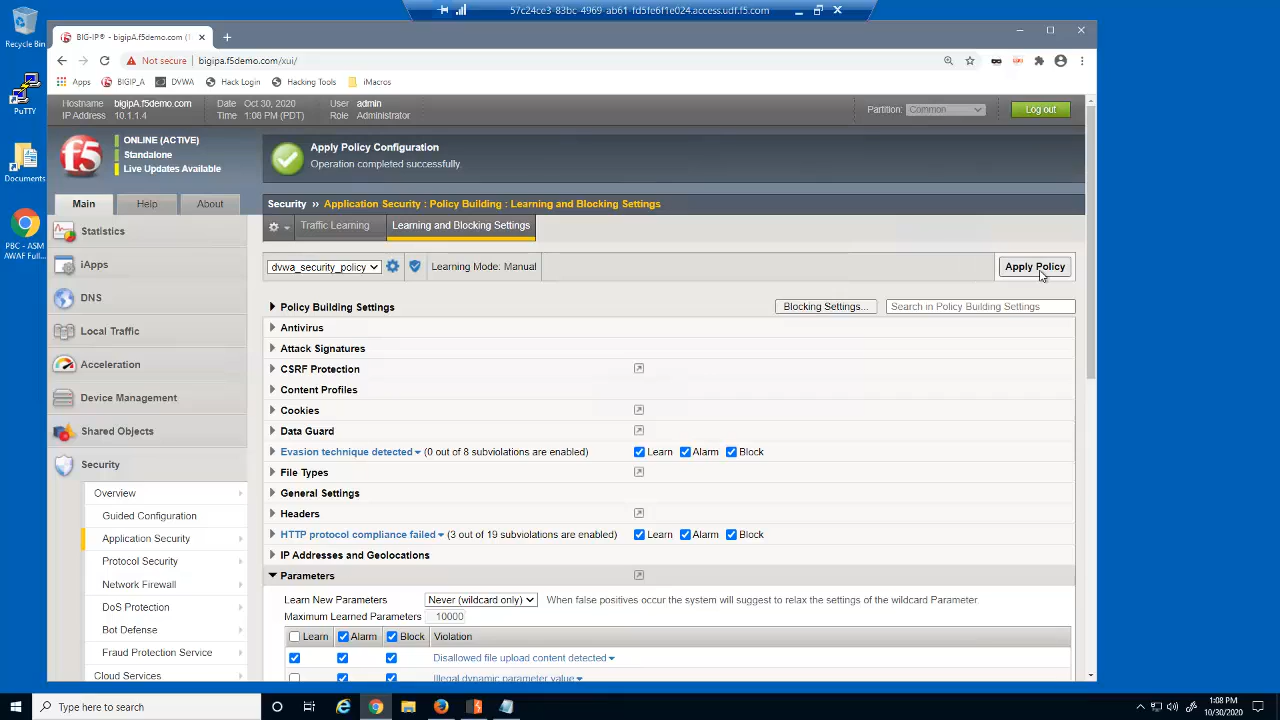 57c24ce3-83bc-4969-ab61-fd5fe6f1e024.access.udf.f5.com
Recycle Bin
PuTTY
Documents
PBC - ASM
AWAF Full...
BIG-IP® - bigipA.f5demo.com (1
Not secure
bigipa.f5demo.com/xui/
Apps
BIGIP_A
DVWA
Hack Login
Hacking Tools
iMacros
Hostname bigipA.f5demo.com
IP Address 10.1.1.4
Date Oct 30, 2020
Time 1:08 PM (PDT)
User admin
Role Administrator
Partition: Common
Log out
f5
ONLINE (ACTIVE)
Standalone
Live Updates Available
Apply Policy Configuration
Operation completed successfully.
Main
Help
About
Security ›› Application Security : Policy Building : Learning and Blocking Settings
Traffic Learning
Learning and Blocking Settings
dvwa_security_policy
Learning Mode: Manual
Apply Policy
Statistics
iApps
DNS
Local Traffic
Acceleration
Device Management
Shared Objects
Security
Overview
Guided Configuration
Application Security
Protocol Security
Network Firewall
DoS Protection
Bot Defense
Fraud Protection Service
Cloud Services
Policy Building Settings
Blocking Settings...
Search in Policy Building Settings
Antivirus
Attack Signatures
CSRF Protection
Content Profiles
Cookies
Data Guard
Evasion technique detected (0 out of 8 subviolations are enabled) Learn Alarm Block
File Types
General Settings
Headers
HTTP protocol compliance failed (3 out of 19 subviolations are enabled) Learn Alarm Block
IP Addresses and Geolocations
Parameters
Learn New Parameters Never (wildcard only) When false positives occur the system will suggest to relax the settings of the wildcard Parameter
Maximum Learned Parameters 10000
Learn Alarm Block Violation
Disallowed file upload content detected
Illegal dynamic parameter value
Type here to search
1:08 PM
10/30/2020